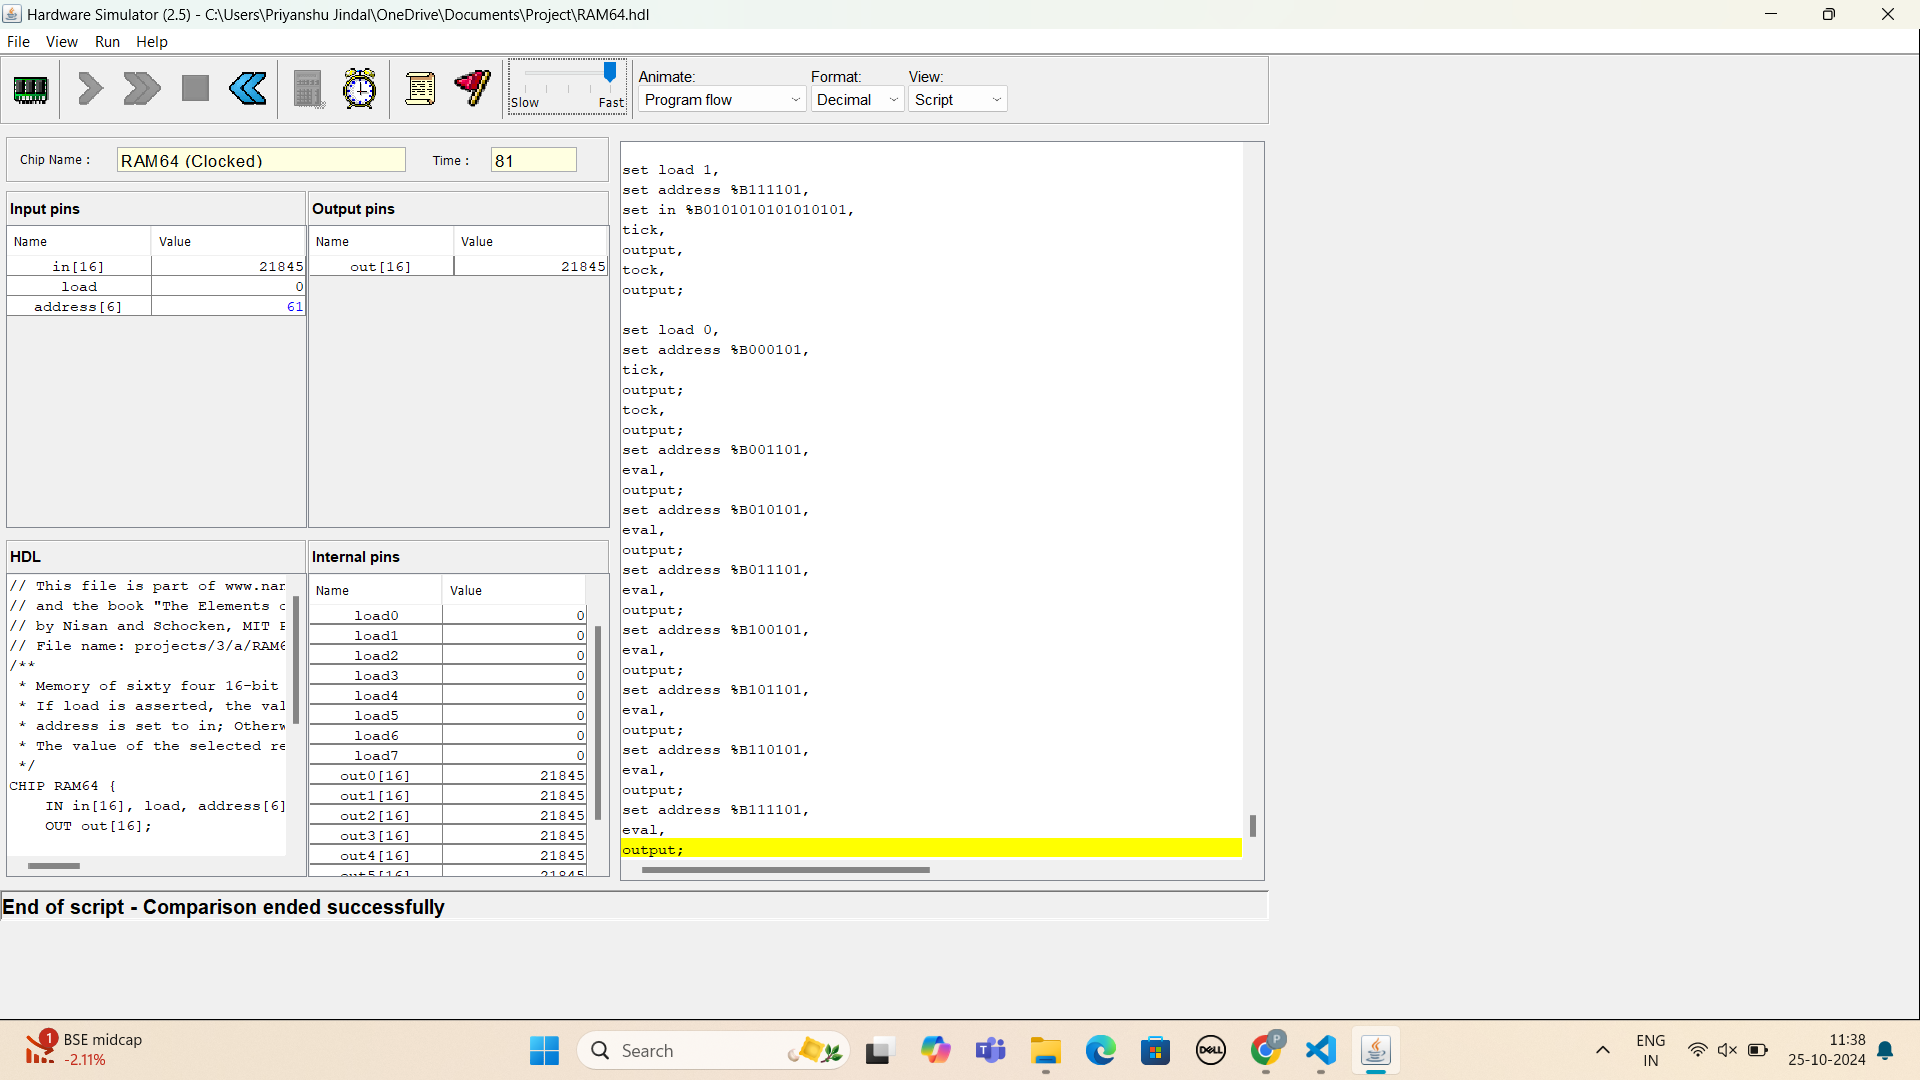 Hardware Simulator (2.5) - C:\Users\Priyanshu Jindal\OneDrive\Documents\Project\RAM64.hdl
File View Run Help
Slow Fast
Animate: Format: View:
Program flow Decimal Script
Chip Name : RAM64 (Clocked) Time : 81
Input pins
Name Value
in[16] 21845
load 0
address[6] 61
Output pins
Name Value
out[16] 21845
HDL
// This file is part of www.nan
// and the book "The Elements o
// by Nisan and Schocken, MIT P
// File name: projects/3/a/RAM6
/**
* Memory of sixty four 16-bit
* If load is asserted, the val
* address is set to in; Otherw
* The value of the selected re
*/
CHIP RAM64 {
IN in[16], load, address[6]
OUT out[16];
Internal pins
Name Value
load0 0
load1 0
load2 0
load3 0
load4 0
load5 0
load6 0
load7 0
out0[16] 21845
out1[16] 21845
out2[16] 21845
out3[16] 21845
out4[16] 21845
out5[16] 21845
set load 1,
set address %B111101,
set in %B0101010101010101,
tick,
output,
tock,
output;
set load 0,
set address %B000101,
tick,
output;
tock,
output;
set address %B001101,
eval,
output;
set address %B010101,
eval,
output;
set address %B011101,
eval,
output;
set address %B100101,
eval,
output;
set address %B101101,
eval,
output;
set address %B110101,
eval,
output;
set address %B111101,
eval,
output;
End of script - Comparison ended successfully
1
BSE midcap
-2.11%
Search
DELL
P
ENG
IN
11:38
25-10-2024